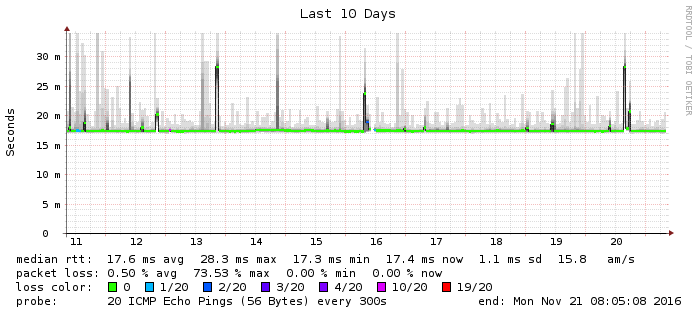 Last 10 Days
RRDTOOL / TOBI OETIKER
Seconds
30 m
25 m
20 m
15 m
10 m
5 m
0
11 12 13 14 15 16 17 18 19 20
median rtt: 17.6 ms avg 28.3 ms max 17.3 ms min 17.4 ms now 1.1 ms sd 15.8 am/s
packet loss: 0.50 % avg 73.53 % max 0.00 % min 0.00 % now
loss color: 0 1/20 2/20 3/20 4/20 10/20 19/20
probe: 20 ICMP Echo Pings (56 Bytes) every 300s end: Mon Nov 21 08:05:08 2016